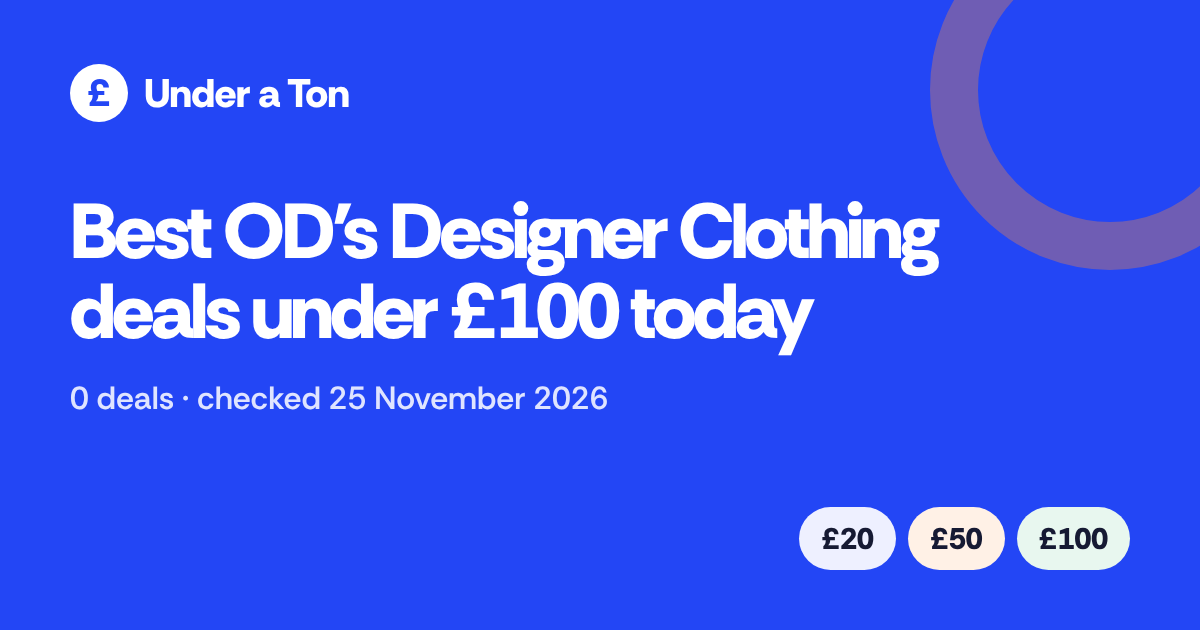 £ Under a Ton
Best OD’s Designer Clothing
deals under £100 today
0 deals · checked 25 November 2026
£20 £50 £100